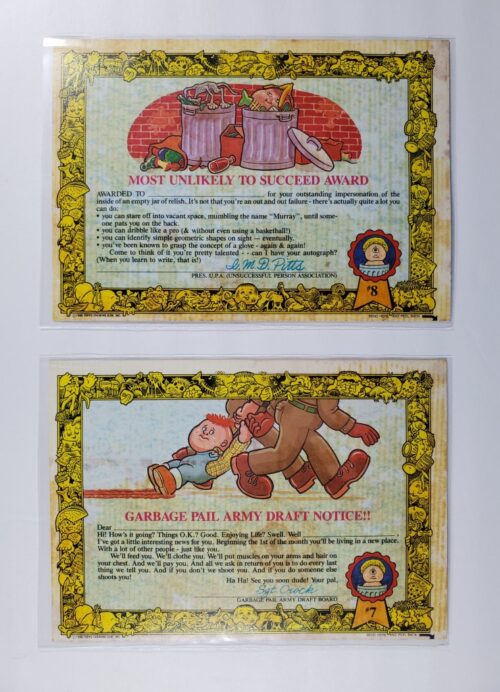 MOST UNLIKELY TO SUCCEED AWARD
AWARDED TO for your outstanding impersonation of the
inside of an empty jar of relish. It's not that you're an out and out failure - there's actually quite a lot you
can do:
• you can stare off into vacant space, mumbling the name "Murray", until some-
one pats you on the back.
• you can dribble like a pro (& without even using a basketball!)
• you can identify simple geometric shapes on sight — eventually.
• you've been known to grasp the concept of a glove - again & again!
Come to think of it you're pretty talented - - can I have your autograph?
(When you learn to write, that is!)
I.M.D. Pitts
PRES. U.P.A. (UNSUCCESSFUL PERSON ASSOCIATION)
#8
GARBAGE PAIL ARMY DRAFT NOTICE!!
Dear
Hi! How's it going? Things O.K.? Good. Enjoying Life? Swell. Well
I've got a little interesting news for you. Beginning the 1st of the month you'll be living in a new place.
With a lot of other people - just like you.
We'll feed you. We'll clothe you. We'll put muscles on your arms and hair on
your chest. And we'll pay you. And all we ask in return of you is to do every last
thing we tell you. And if you don't we shoot you. And if you do someone else
shoots you!
Ha Ha! See you soon dude! Your pal,
Sgt. Crock
GARBAGE PAIL ARMY DRAFT BOARD
#7